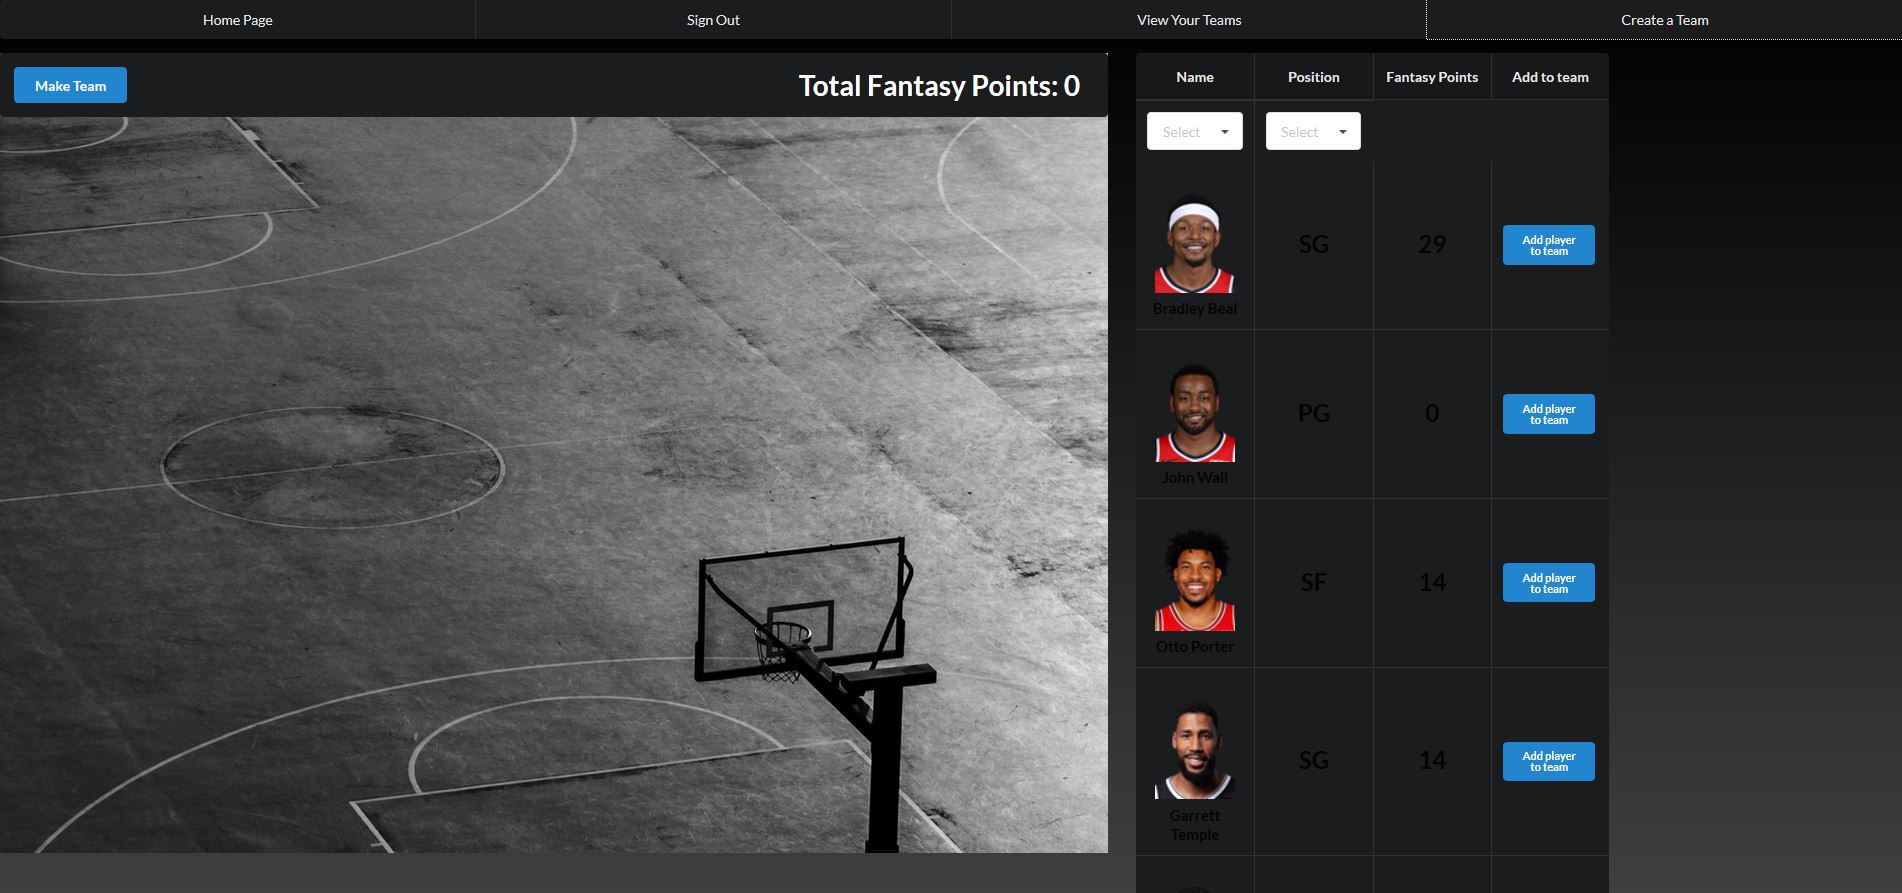 Home Page
Sign Out
View Your Teams
Create a Team
Make Team
Total Fantasy Points: 0
Name
Position
Fantasy Points
Add to team
Select
Select
SG
29
Add player
to team
Bradley Beal
PG
0
Add player
to team
John Wall
SF
14
Add player
to team
Otto Porter
SG
14
Add player
to team
Garrett
Temple